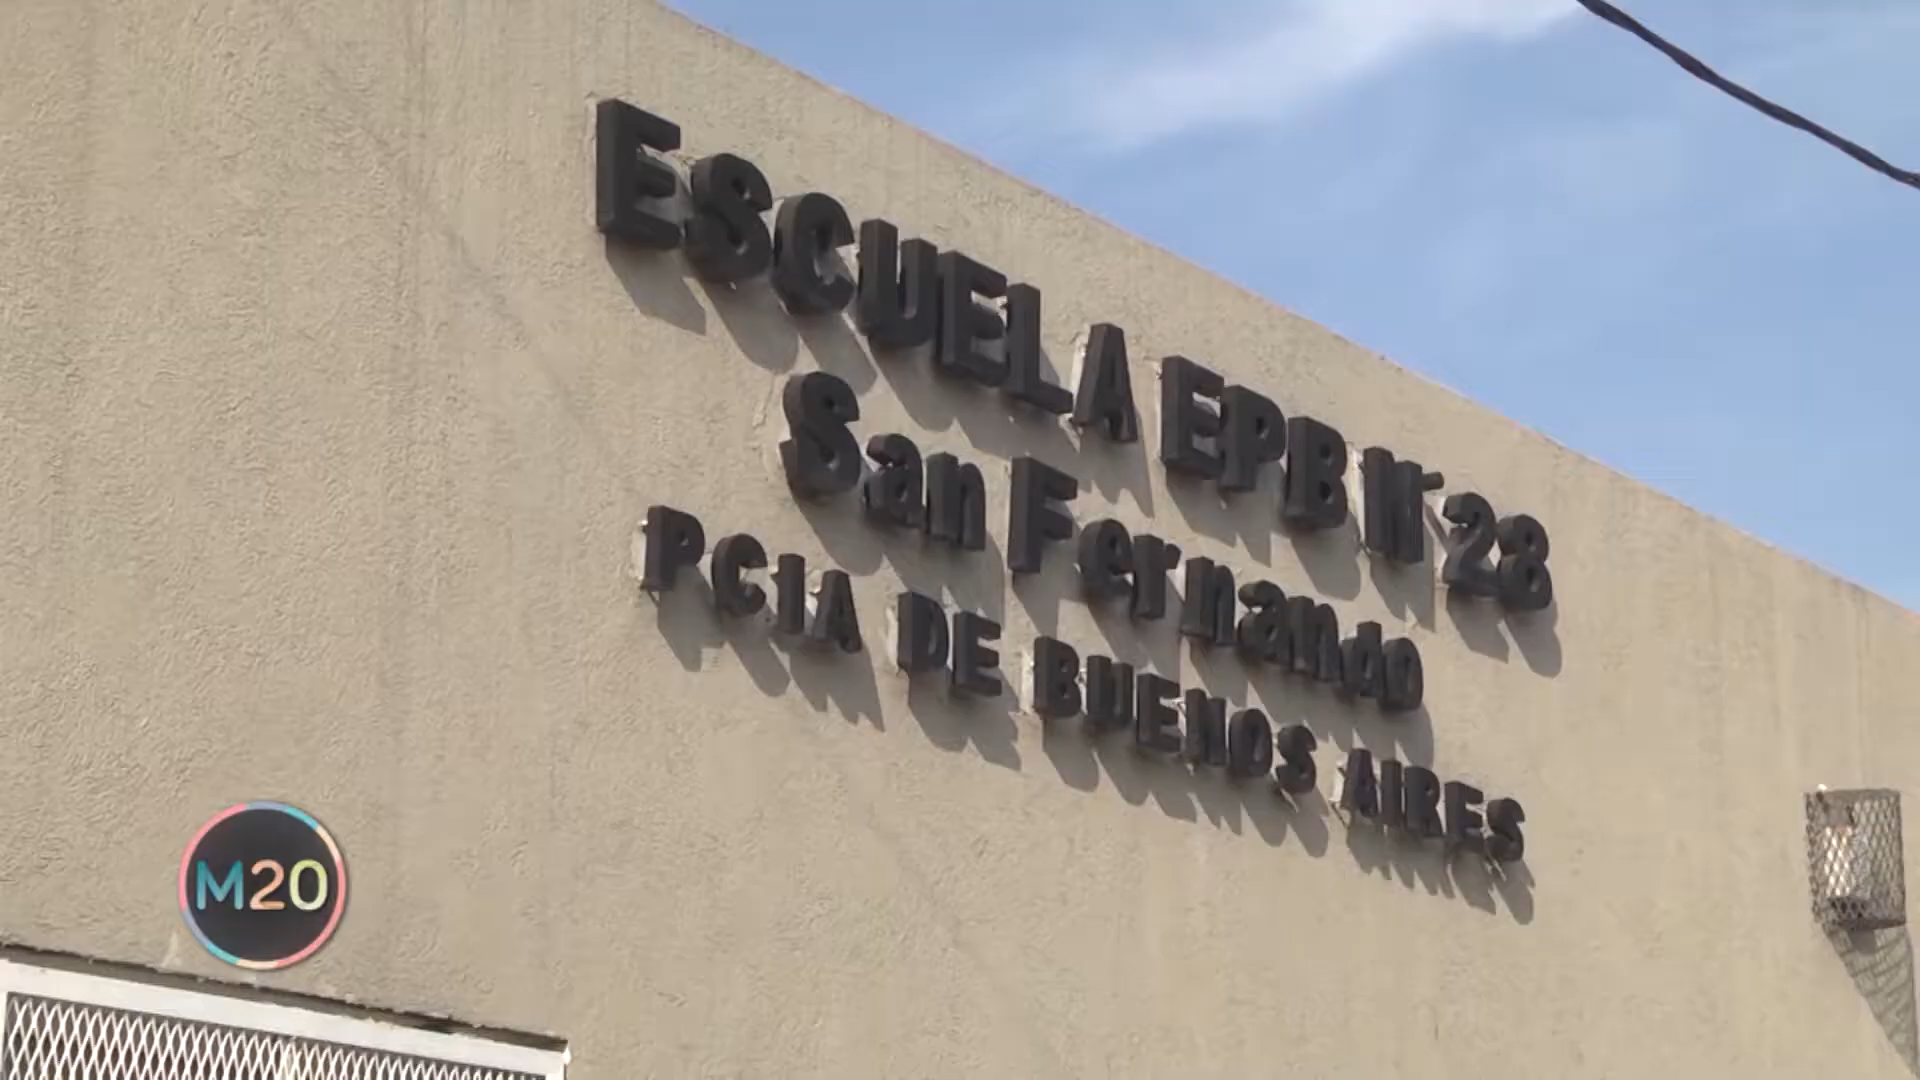 ESCUELA EPB N°28
San Fernando
PCIA DE BUENOS AIRES
M20